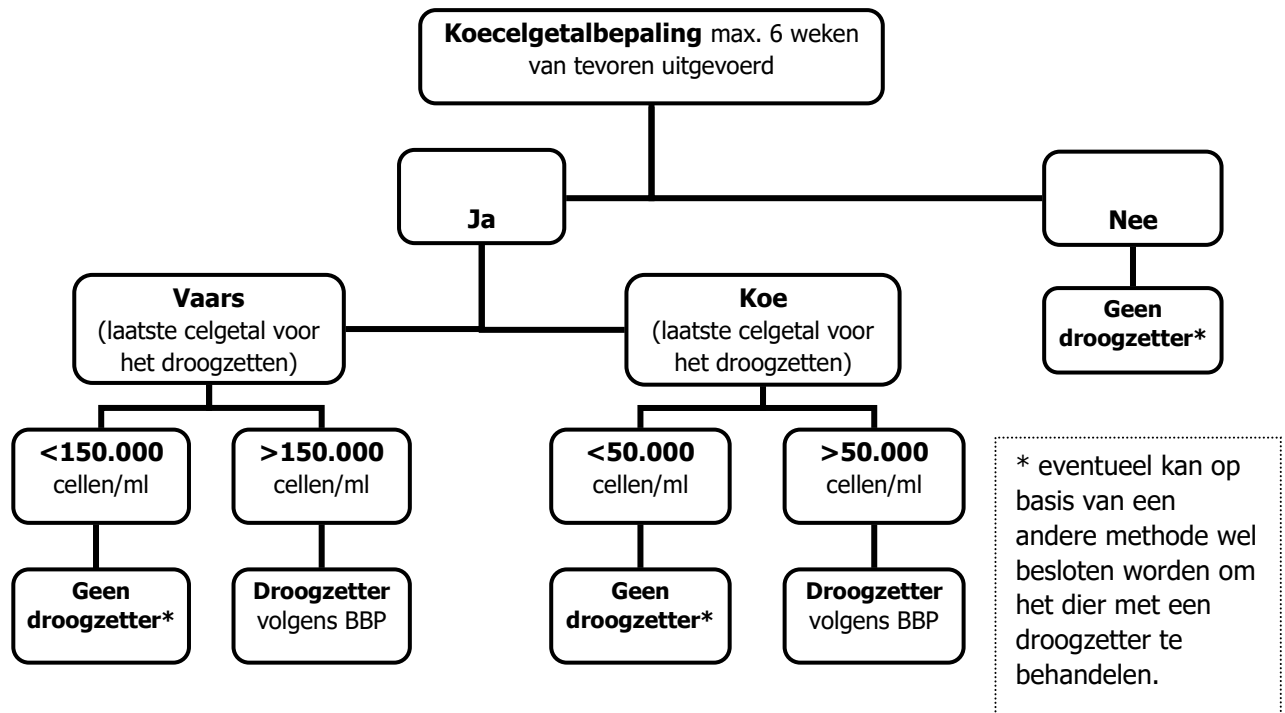 Koecelgetalbepaling max. 6 weken
van tevoren uitgevoerd
Ja
Nee
Vaars
(laatste celgetal voor
het droogzetten)
Koe
(laatste celgetal voor
het droogzetten)
Geen
droogzetter*
<150.000
cellen/ml
>150.000
cellen/ml
<50.000
cellen/ml
>50.000
cellen/ml
Geen
droogzetter*
Droogzetter
volgens BBP
Geen
droogzetter*
Droogzetter
volgens BBP
* eventueel kan op
basis van een
andere methode wel
besloten worden om
het dier met een
droogzetter te
behandelen.